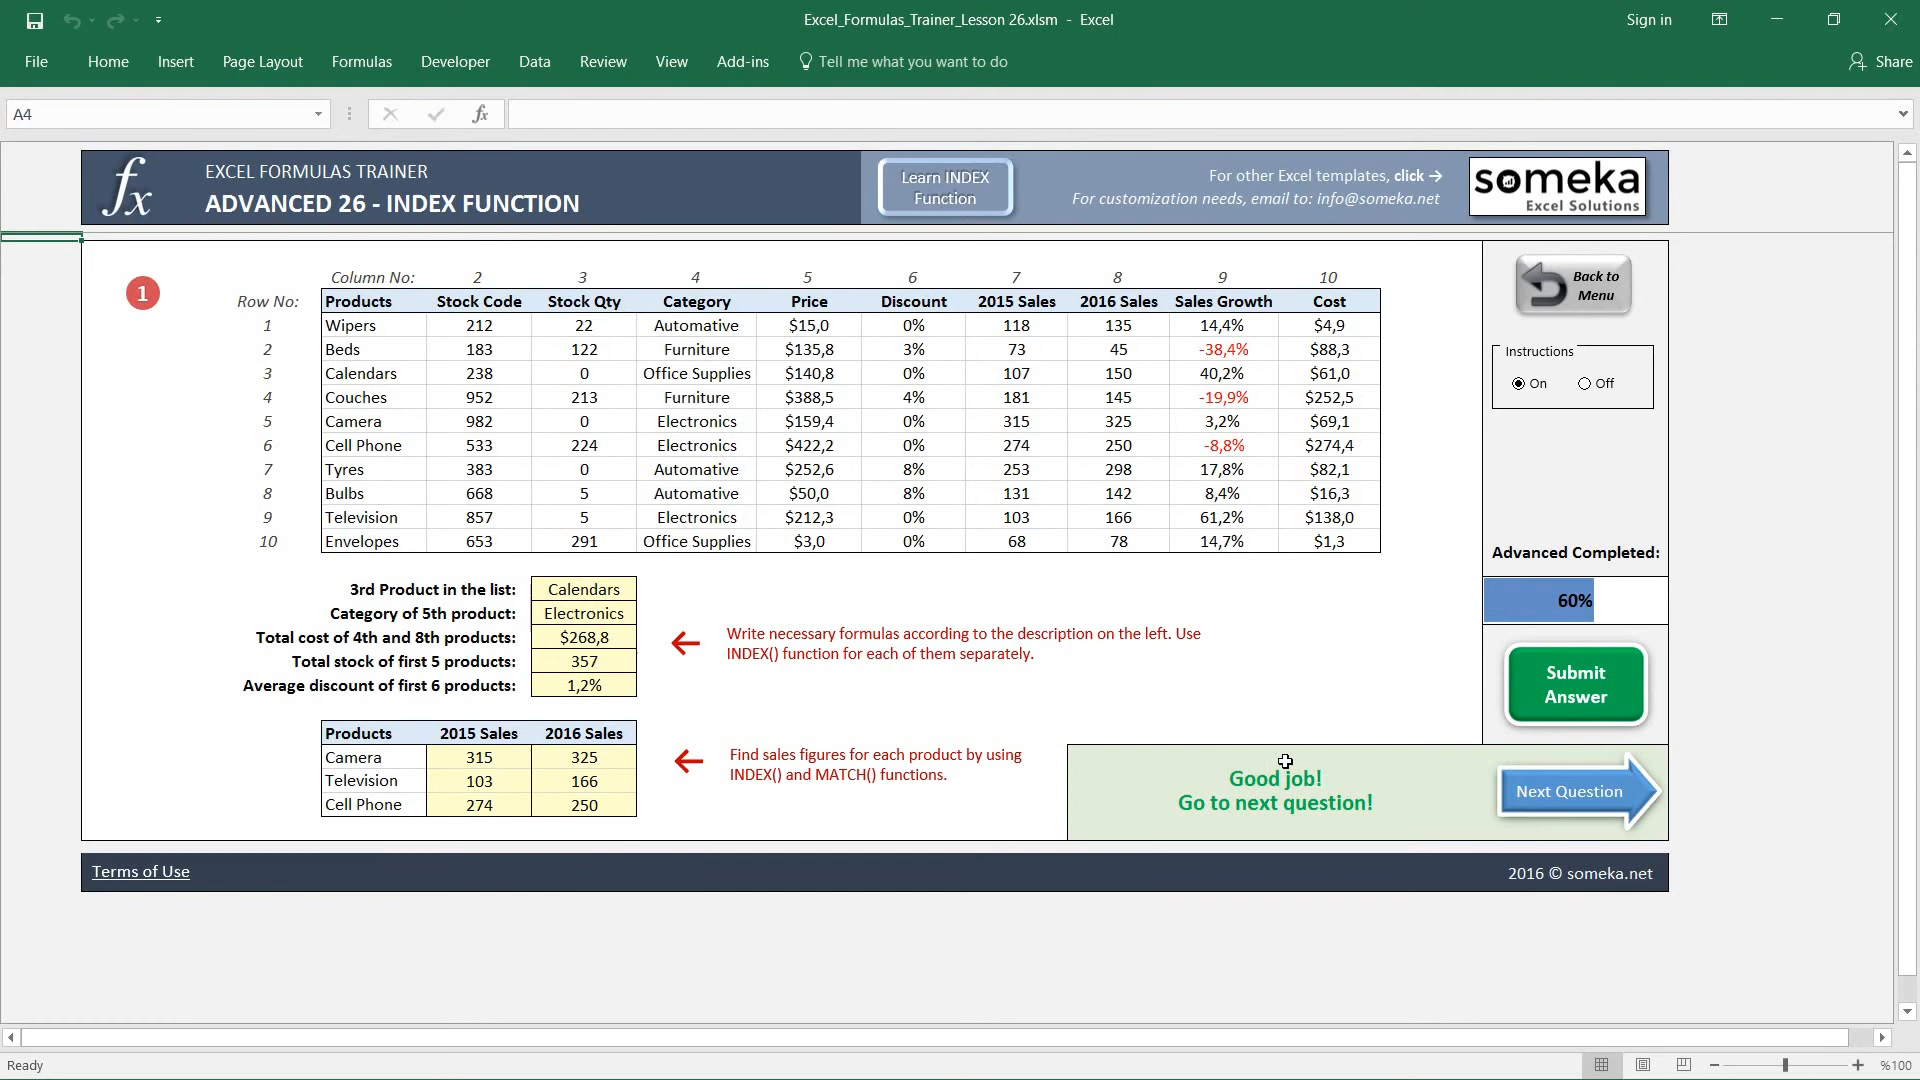 Excel_Formulas_Trainer_Lesson 26.xlsm - Excel
Sign in
File Home Insert Page Layout Formulas Developer Data Review View Add-ins Tell me what you want to do Share
A4 fx
fx
EXCEL FORMULAS TRAINER
ADVANCED 26 - INDEX FUNCTION
Learn INDEX
Function
For other Excel templates, click →
For customization needs, email to: info@someka.net
someka
Excel Solutions
1
Column No: 2 3 4 5 6 7 8 9 10
Row No: Products Stock Code Stock Qty Category Price Discount 2015 Sales 2016 Sales Sales Growth Cost
1 Wipers 212 22 Automative $15,0 0% 118 135 14,4% $4,9
2 Beds 183 122 Furniture $135,8 3% 73 45 -38,4% $88,3
3 Calendars 238 0 Office Supplies $140,8 0% 107 150 40,2% $61,0
4 Couches 952 213 Furniture $388,5 4% 181 145 -19,9% $252,5
5 Camera 982 0 Electronics $159,4 0% 315 325 3,2% $69,1
6 Cell Phone 533 224 Electronics $422,2 0% 274 250 -8,8% $274,4
7 Tyres 383 0 Automative $252,6 8% 253 298 17,8% $82,1
8 Bulbs 668 5 Automative $50,0 8% 131 142 8,4% $16,3
9 Television 857 5 Electronics $212,3 0% 103 166 61,2% $138,0
10 Envelopes 653 291 Office Supplies $3,0 0% 68 78 14,7% $1,3
3rd Product in the list: Calendars
Category of 5th product: Electronics
Total cost of 4th and 8th products: $268,8
Total stock of first 5 products: 357
Average discount of first 6 products: 1,2%
Write necessary formulas according to the description on the left. Use
INDEX() function for each of them separately.
Products 2015 Sales 2016 Sales
Camera 315 325
Television 103 166
Cell Phone 274 250
Find sales figures for each product by using
INDEX() and MATCH() functions.
Back to
Menu
Instructions
On Off
Advanced Completed:
60%
Submit
Answer
Good job!
Go to next question!
Next Question
Terms of Use
2016 © someka.net
Ready
%100